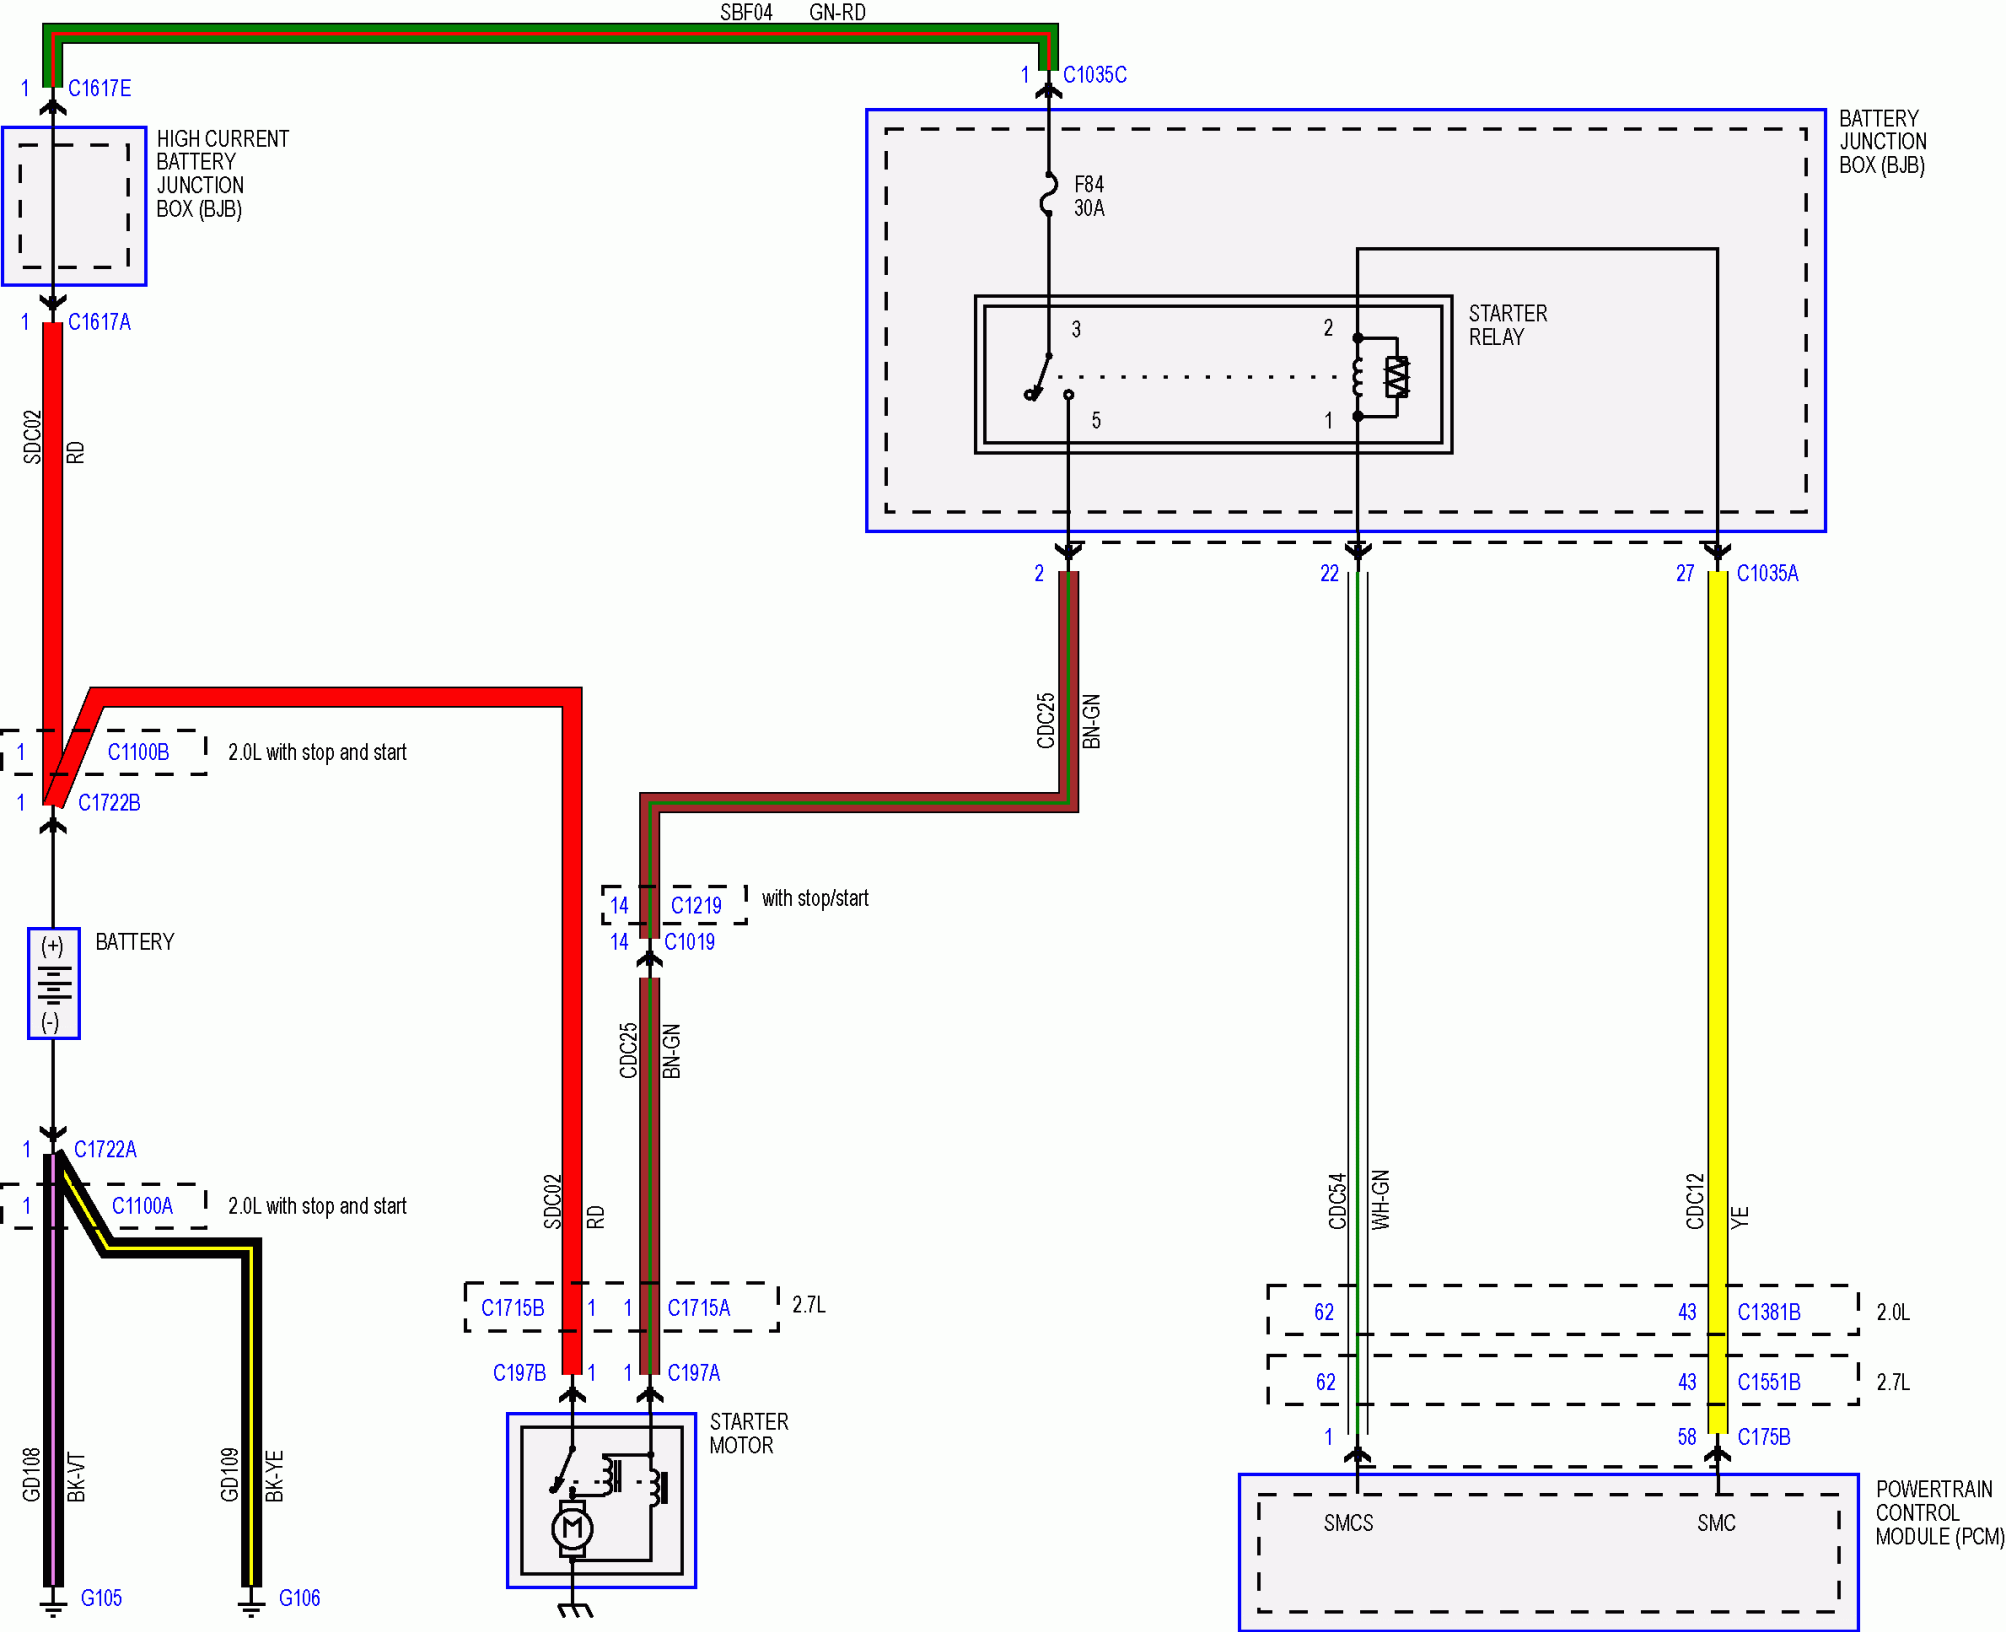 SBF04 GN-RD
1 C1617E
1 C1035C
HIGH CURRENT
BATTERY
JUNCTION
BOX (BJB)
BATTERY
JUNCTION
BOX (BJB)
F84
30A
1 C1617A
STARTER
RELAY
3
2
5
1
SDC02
RD
2
22
27 C1035A
CDC25
BN-GN
1 C1100B
2.0L with stop and start
1 C1722B
14 C1219
with stop/start
14 C1019
BATTERY
(+)
(-)
CDC25
BN-GN
1 C1722A
1 C1100A
2.0L with stop and start
SDC02
RD
CDC54
WH-GN
CDC12
YE
C1715B 1 1 C1715A
2.7L
62
43 C1381B
2.0L
C197B 1 1 C197A
62
43 C1551B
2.7L
STARTER
MOTOR
M
1
58 C175B
GD108
BK-VT
GD109
BK-YE
POWERTRAIN
CONTROL
MODULE (PCM)
SMCS
SMC
G105
G106